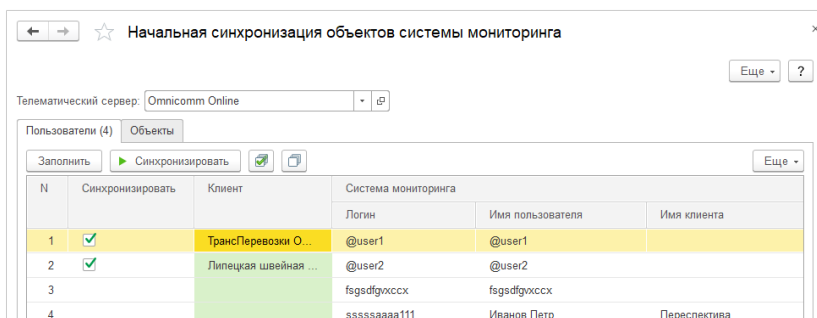 Начальная синхронизация объектов системы мониторинга
Еще ?
Телематический сервер: Omnicomm Online
Пользователи (4) Объекты
Заполнить Синхронизировать Еще
N Синхронизировать Клиент Система мониторинга
Логин Имя пользователя Имя клиента
1 ТрансПеревозки О... @user1 @user1
2 Липецкая швейная ... @user2 @user2
3 fsgsdfgvxccx fsgsdfgvxccx
4 sssssaaaa111 Иванов Петр Переспектива